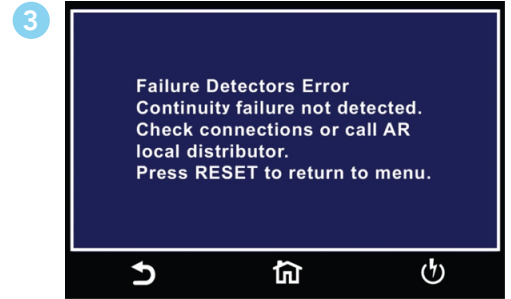 3
Failure Detectors Error
Continuity failure not detected.
Check connections or call AR
local distributor.
Press RESET to return to menu.